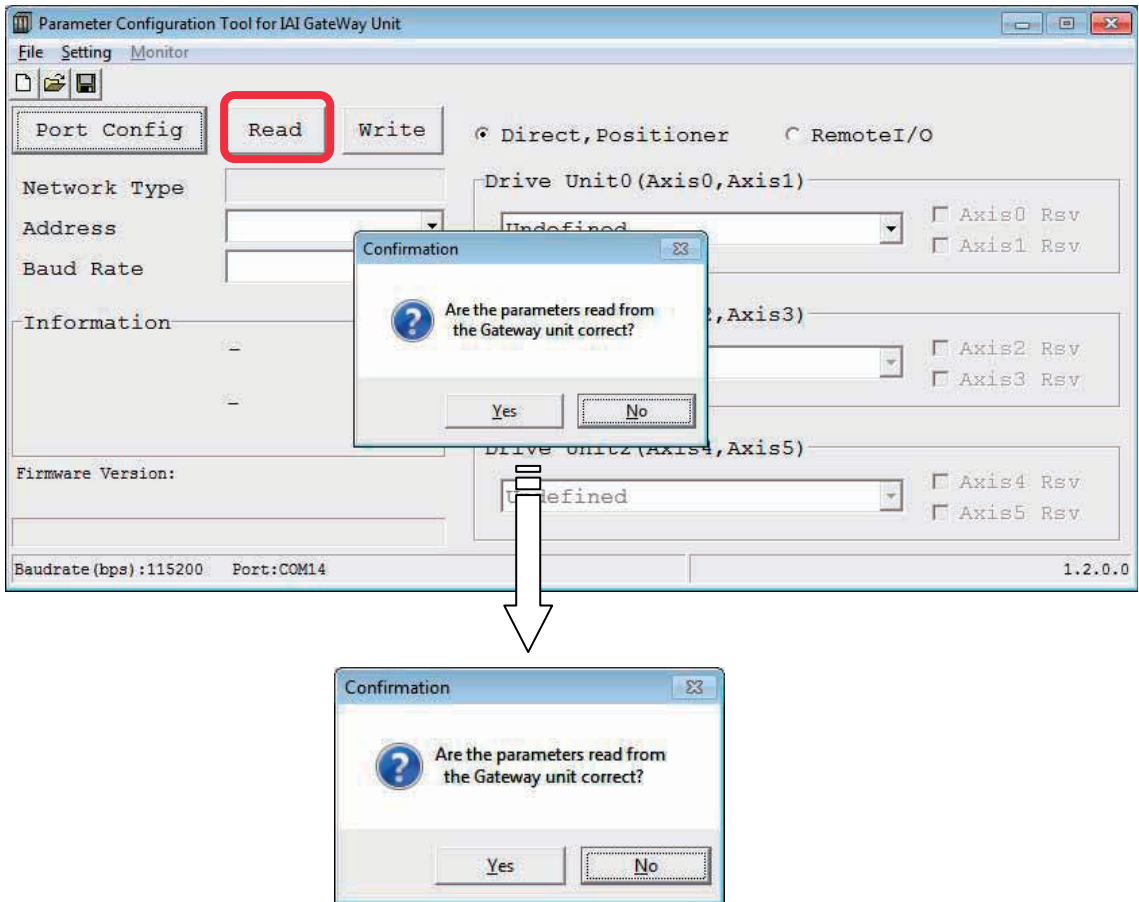 Parameter Configuration Tool for IAI GateWay Unit
File Setting Monitor
Port Config Read Write
Direct,Positioner RemoteI/O
Network Type
Address
Baud Rate
Information
–
–
Firmware Version:
Drive Unit0(Axis0,Axis1)
Undefined
Axis0 Rsv
Axis1 Rsv
,Axis3)
Axis2 Rsv
Axis3 Rsv
Drive Unit2(Axis4,Axis5)
Undefined
Axis4 Rsv
Axis5 Rsv
Confirmation
Are the parameters read from
the Gateway unit correct?
Yes No
Baudrate(bps):115200 Port:COM14 1.2.0.0
Confirmation
Are the parameters read from
the Gateway unit correct?
Yes No